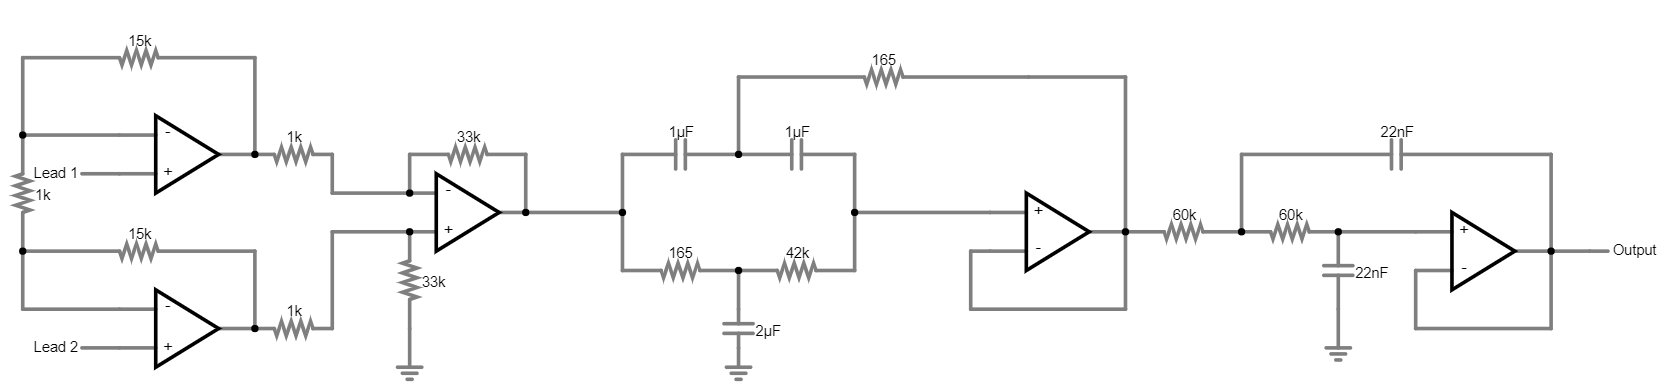 15k
-
+
Lead 1
1k
15k
-
+
Lead 2
1k
1k
33k
-
+
33k
1µF
1µF
165
165
42k
2µF
+
-
60k
60k
22nF
22nF
+
-
Output